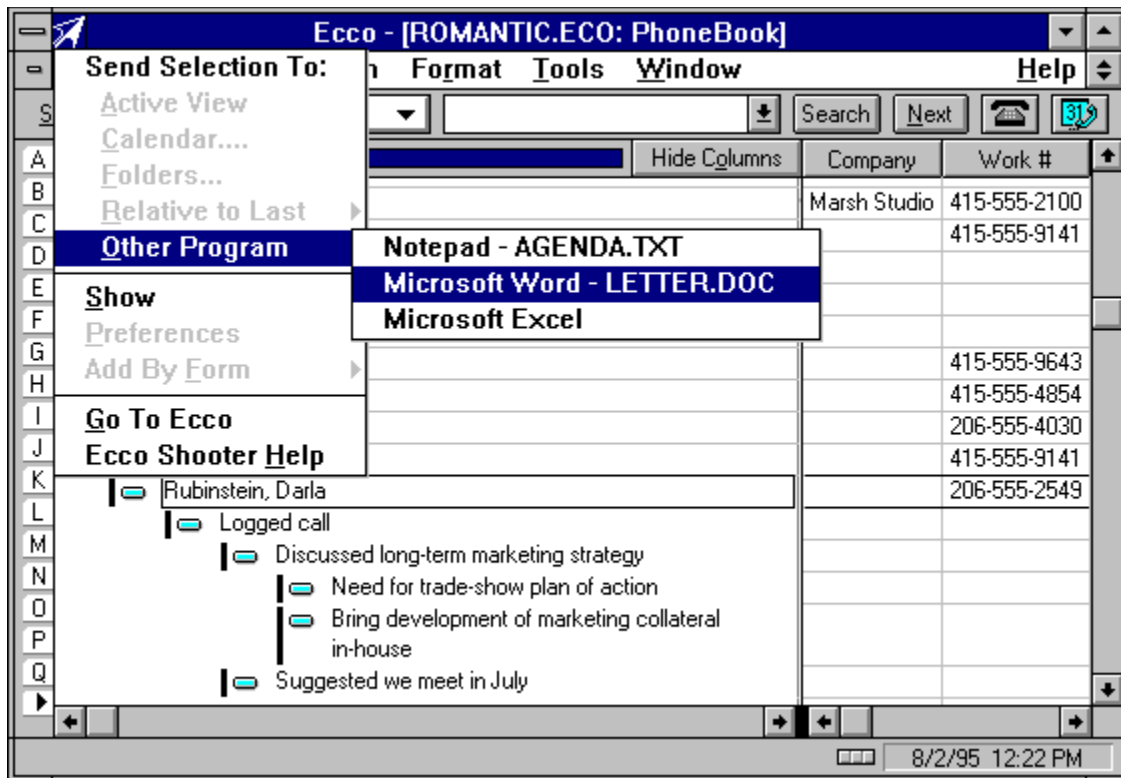 Ecco - [ROMANTIC.ECO: PhoneBook]
Format Tools Window Help
Search Next 31
Hide Columns Company Work #
Send Selection To:
Active View
Calendar....
Folders...
Relative to Last
Other Program
Show
Preferences
Add By Form
Go To Ecco
Ecco Shooter Help
Notepad - AGENDA.TXT
Microsoft Word - LETTER.DOC
Microsoft Excel
A
B
C
D
E
F
G
H
I
J
K
L
M
N
O
P
Q
Marsh Studio 415-555-2100
415-555-9141
415-555-9643
415-555-4854
206-555-4030
415-555-9141
Rubinstein, Darla 206-555-2549
Logged call
Discussed long-term marketing strategy
Need for trade-show plan of action
Bring development of marketing collateral
in-house
Suggested we meet in July
8/2/95 12:22 PM